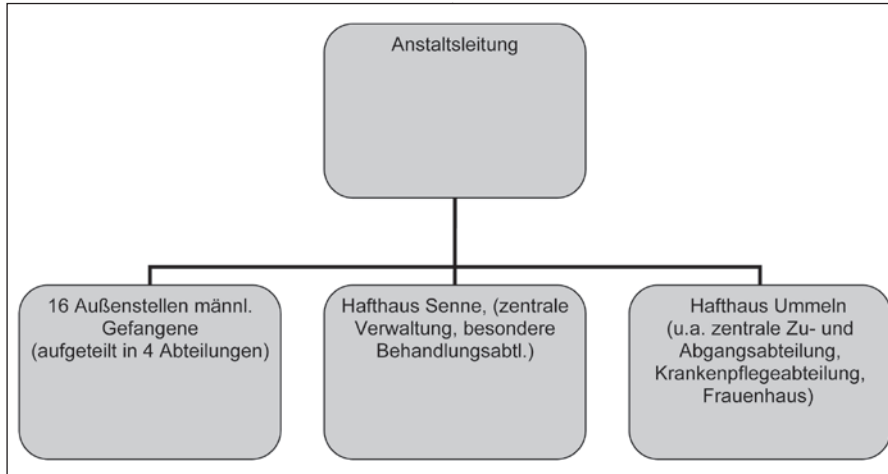 Anstaltsleitung
16 Außenstellen männl.
Gefangene
(aufgeteilt in 4 Abteilungen)
Hafthaus Senne, (zentrale
Verwaltung, besondere
Behandlungsabtl.)
Hafthaus Ummeln
(u.a. zentrale Zu- und
Abgangsabteilung,
Krankenpflegeabteilung,
Frauenhaus)